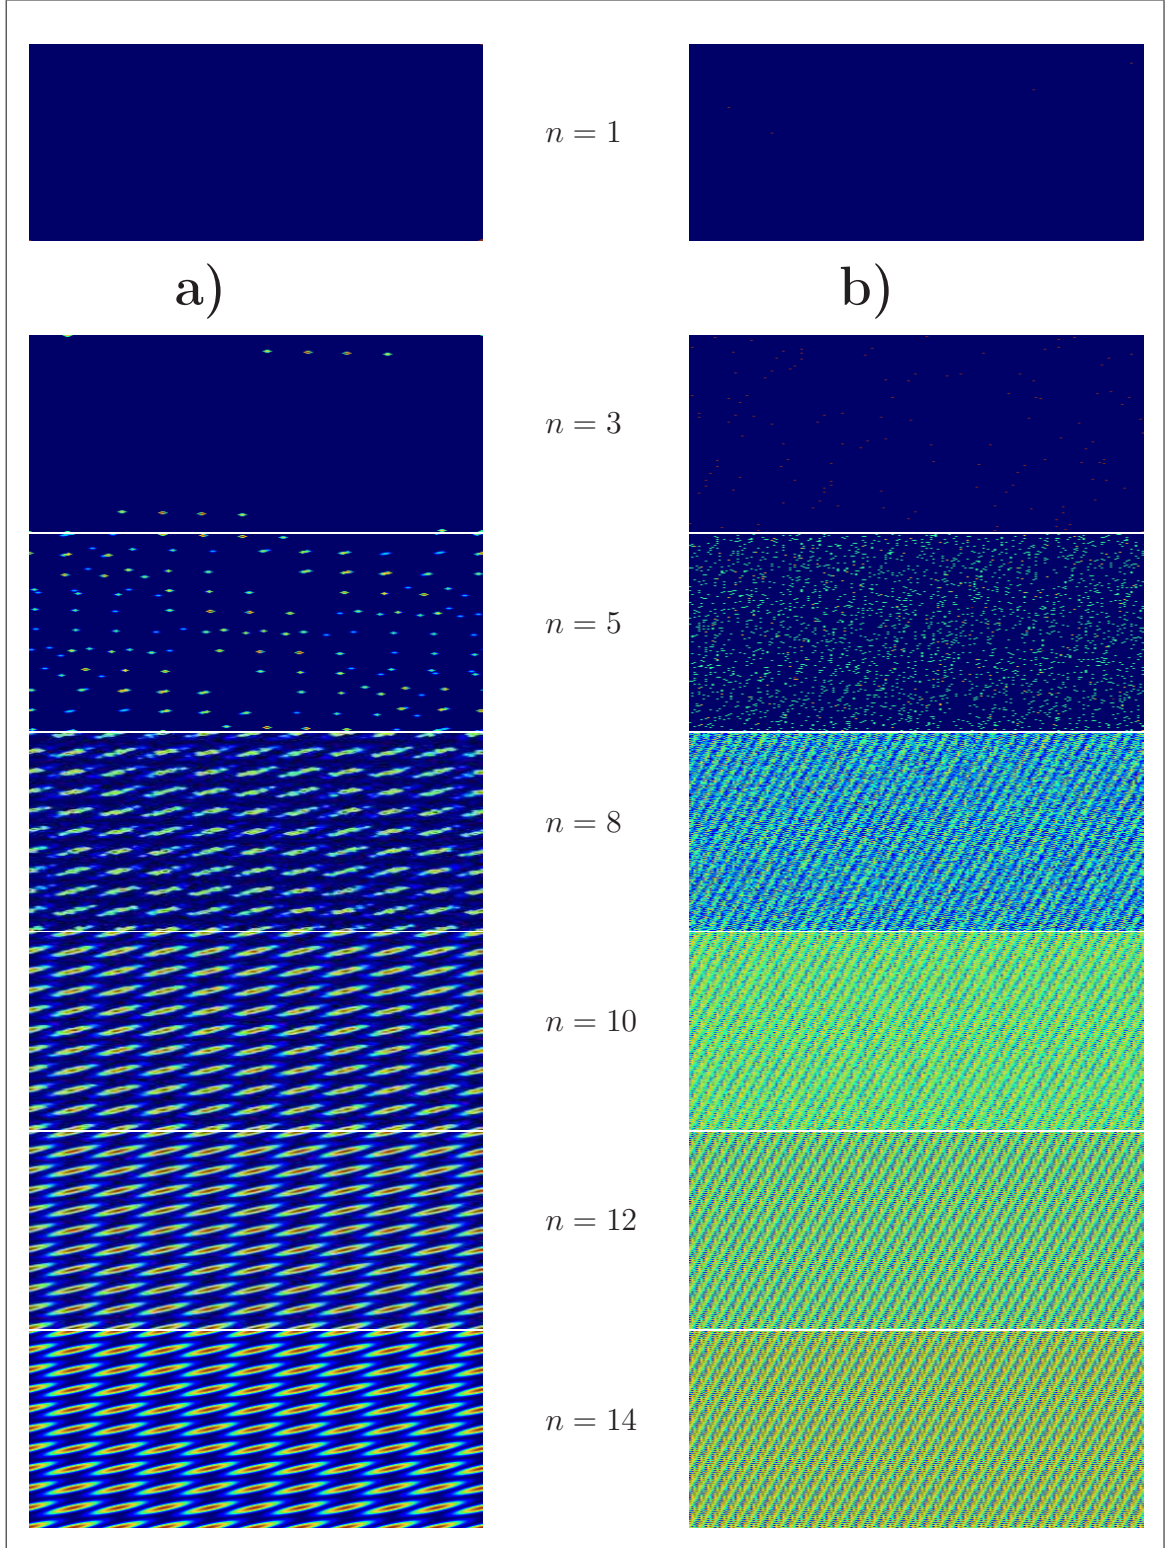 n = 1
a) b)
n = 3
n = 5
n = 8
n = 10
n = 12
n = 14